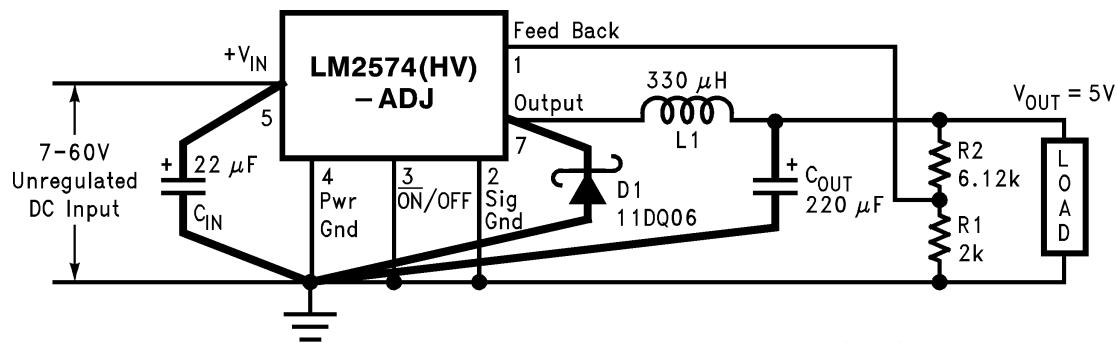 Feed Back
+VIN
LM2574(HV)
–ADJ
1
5
Output
7
330 μH
L1
VOUT = 5V
7–60V
Unregulated
DC Input
+
22 μF
CIN
4
Pwr
Gnd
3
ON/OFF
2
Sig
Gnd
D1
11DQ06
+
COUT
220 μF
R2
6.12k
R1
2k
LOAD